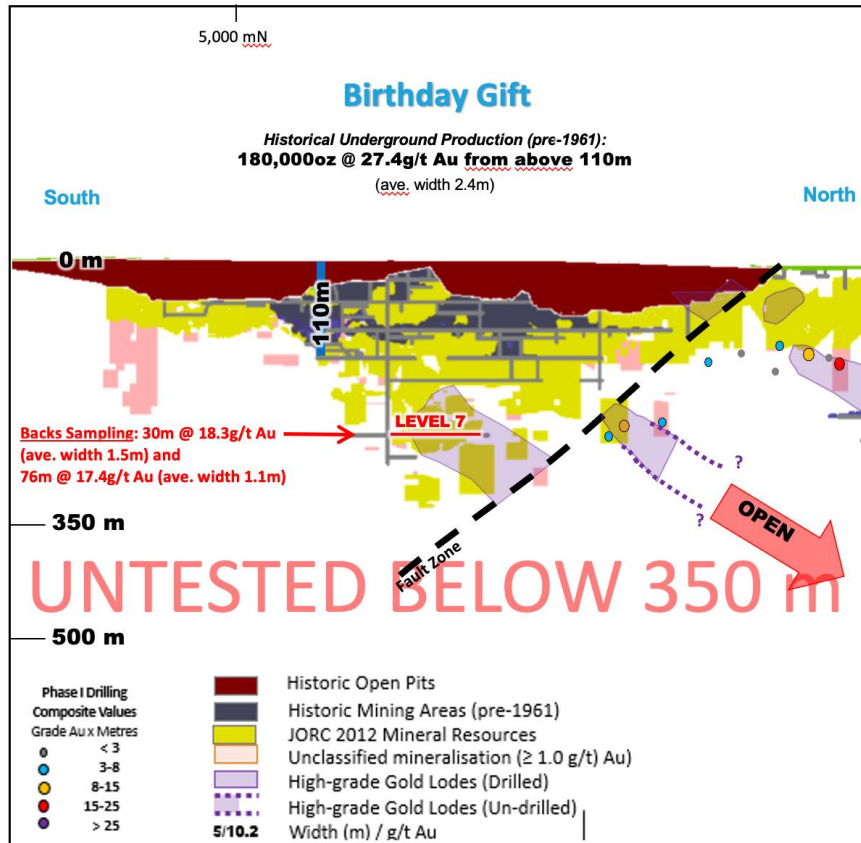 5,000 mN
Birthday Gift
Historical Underground Production (pre-1961):
180,000oz @ 27.4g/t Au from above 110m
(ave. width 2.4m)
South
North
0 m
110m
LEVEL 7
Backs Sampling: 30m @ 18.3g/t Au
(ave. width 1.5m) and
76m @ 17.4g/t Au (ave. width 1.1m)
?
?
OPEN
350 m
Fault Zone
UNTESTED BELOW 350 m
500 m
Phase I Drilling
Composite Values
Grade Au x Metres
< 3
3-8
8-15
15-25
> 25
Historic Open Pits
Historic Mining Areas (pre-1961)
JORC 2012 Mineral Resources
Unclassified mineralisation (≥ 1.0 g/t) Au)
High-grade Gold Lodes (Drilled)
High-grade Gold Lodes (Un-drilled)
5/10.2 Width (m) / g/t Au